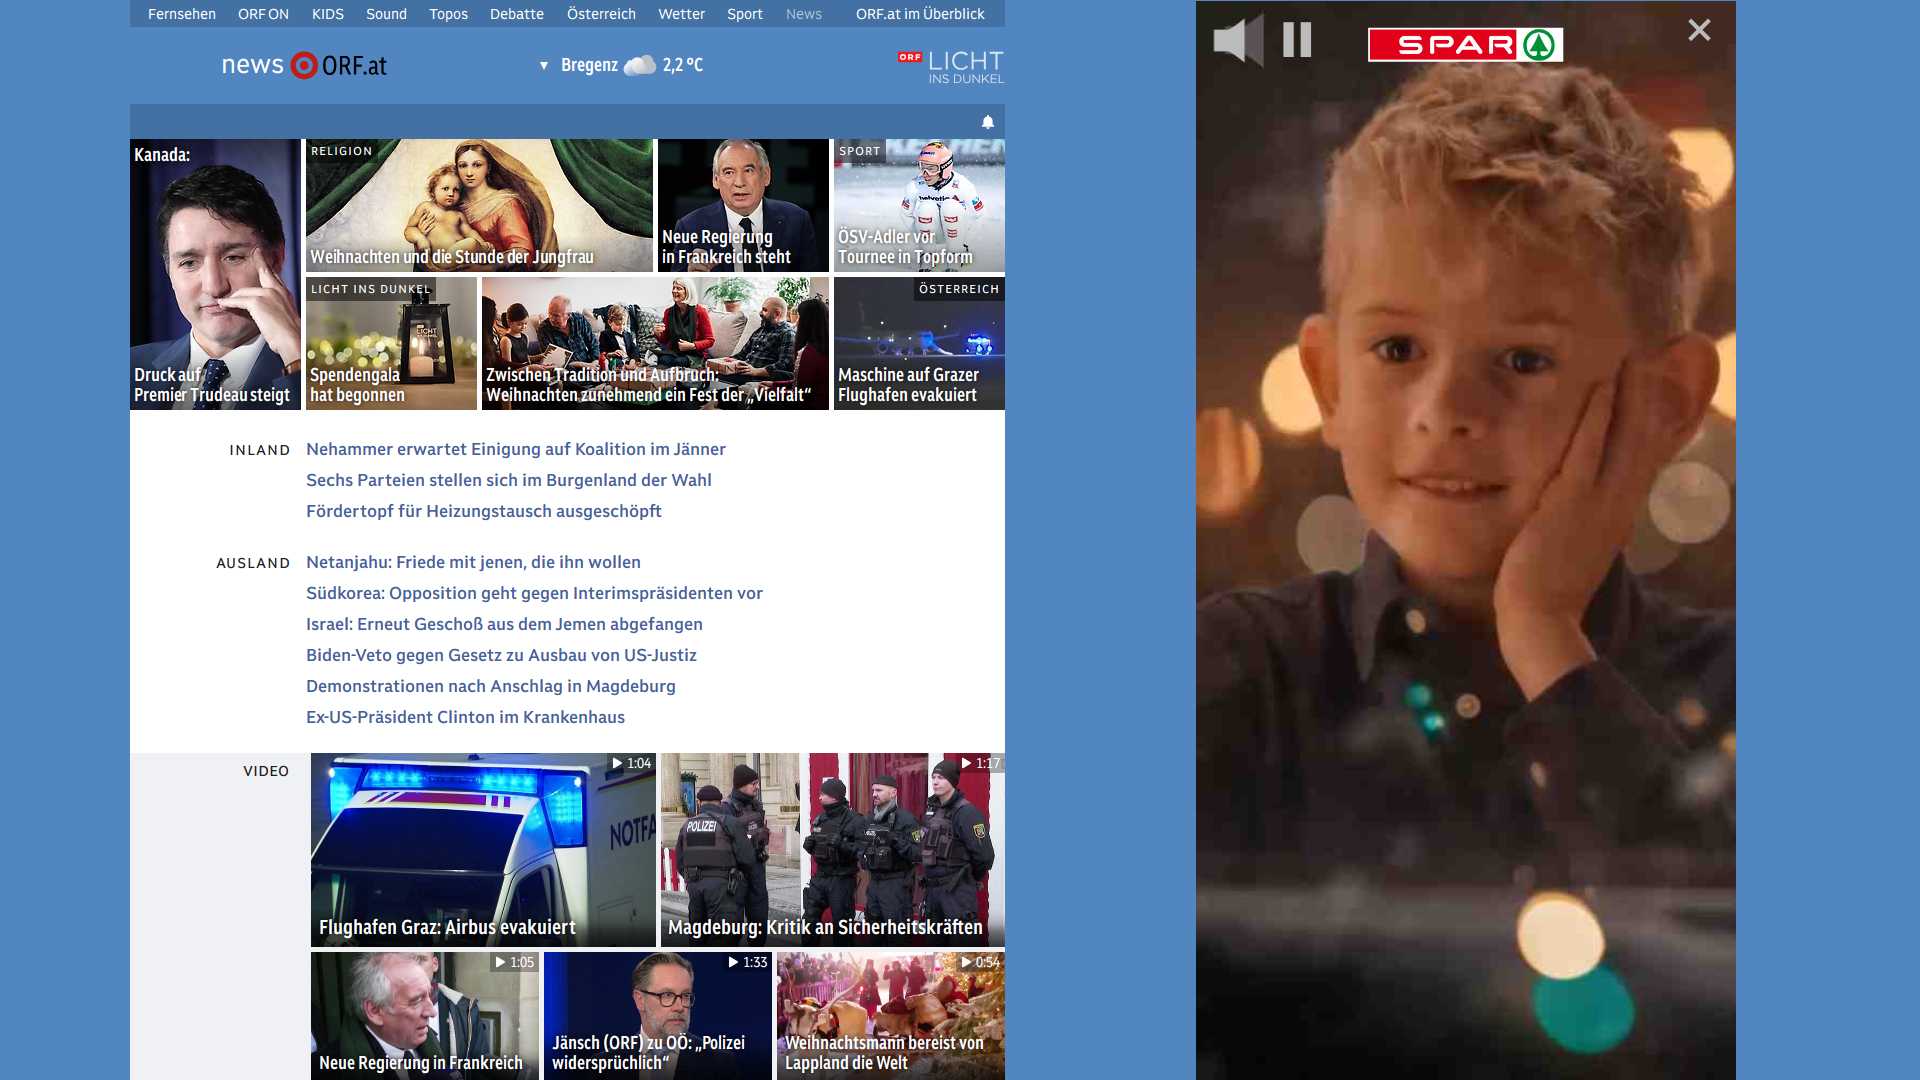 Fernsehen ORF ON KIDS Sound Topos Debatte Österreich Wetter Sport News ORF.at im Überblick
news ORF.at
▼ Bregenz 2,2 °C
ORF LICHT
INS DUNKEL
Kanada:
Druck auf
Premier Trudeau steigt
RELIGION
Weihnachten und die Stunde der Jungfrau
Neue Regierung
in Frankreich steht
SPORT
ÖSV-Adler vor
Tournee in Topform
LICHT INS DUNKEL
Spendengala
hat begonnen
Zwischen Tradition und Aufbruch:
Weihnachten zunehmend ein Fest der „Vielfalt“
ÖSTERREICH
Maschine auf Grazer
Flughafen evakuiert
INLAND
Nehammer erwartet Einigung auf Koalition im Jänner
Sechs Parteien stellen sich im Burgenland der Wahl
Fördertopf für Heizungstausch ausgeschöpft
AUSLAND
Netanjahu: Friede mit jenen, die ihn wollen
Südkorea: Opposition geht gegen Interimspräsidenten vor
Israel: Erneut Geschoß aus dem Jemen abgefangen
Biden-Veto gegen Gesetz zu Ausbau von US-Justiz
Demonstrationen nach Anschlag in Magdeburg
Ex-US-Präsident Clinton im Krankenhaus
VIDEO
1:04
NOTFA
Flughafen Graz: Airbus evakuiert
1:17
POLIZEI
Magdeburg: Kritik an Sicherheitskräften
1:05
Neue Regierung in Frankreich
1:33
Jänsch (ORF) zu OÖ: „Polizei
widersprüchlich“
0:54
Weihnachtsmann bereist von
Lappland die Welt
SPAR